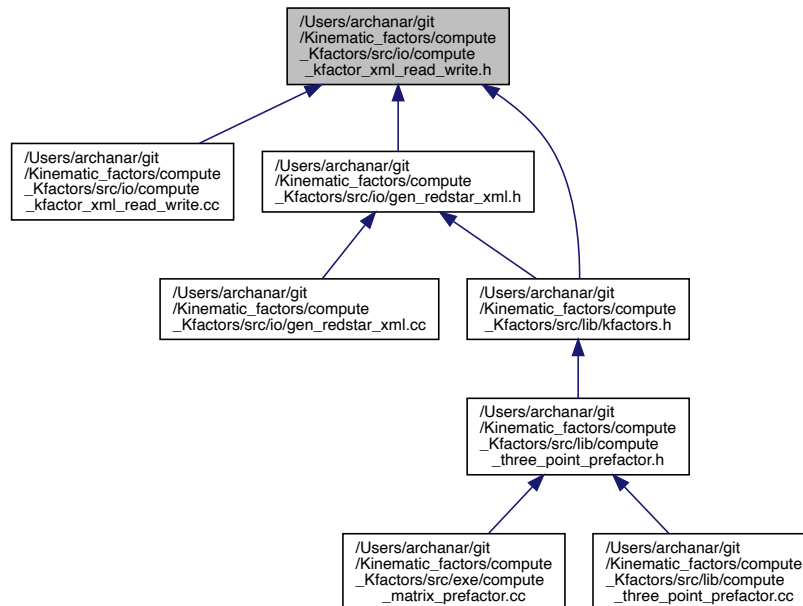 /Users/archanar/git
/Kinematic_factors/compute
_Kfactors/src/io/compute
_kfactor_xml_read_write.h
/Users/archanar/git
/Kinematic_factors/compute
_Kfactors/src/io/compute
_kfactor_xml_read_write.cc
/Users/archanar/git
/Kinematic_factors/compute
_Kfactors/src/io/gen_redstar_xml.h
/Users/archanar/git
/Kinematic_factors/compute
_Kfactors/src/io/gen_redstar_xml.cc
/Users/archanar/git
/Kinematic_factors/compute
_Kfactors/src/lib/kfactors.h
/Users/archanar/git
/Kinematic_factors/compute
_Kfactors/src/lib/compute
_three_point_prefactor.h
/Users/archanar/git
/Kinematic_factors/compute
_Kfactors/src/exe/compute
_matrix_prefactor.cc
/Users/archanar/git
/Kinematic_factors/compute
_Kfactors/src/lib/compute
_three_point_prefactor.cc